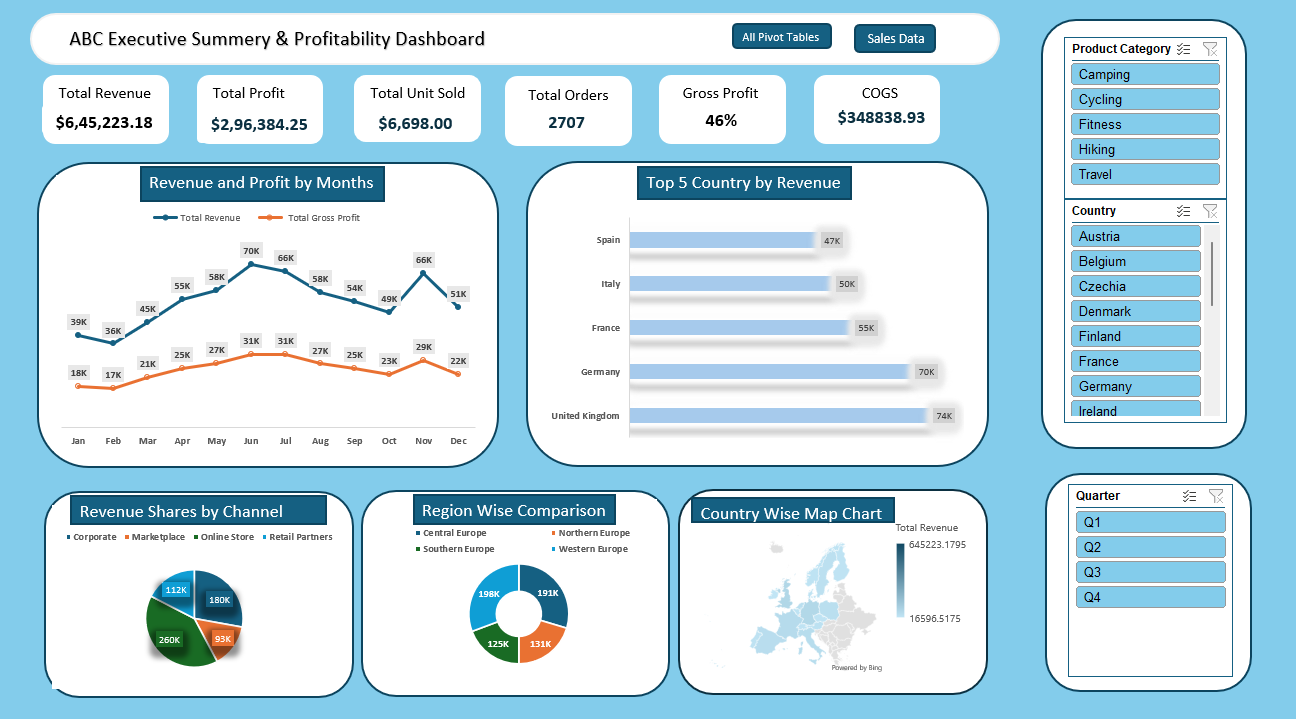 ABC Executive Summery & Profitability Dashboard
All Pivot Tables
Sales Data
Total Revenue
$6,45,223.18
Total Profit
$2,96,384.25
Total Unit Sold
$6,698.00
Total Orders
2707
Gross Profit
46%
COGS
$348838.93
Revenue and Profit by Months
Total Revenue
Total Gross Profit
39K
36K
45K
55K
58K
70K
66K
58K
54K
49K
66K
51K
18K
17K
21K
25K
27K
31K
31K
27K
25K
23K
29K
22K
Jan
Feb
Mar
Apr
May
Jun
Jul
Aug
Sep
Oct
Nov
Dec
Top 5 Country by Revenue
Spain
47K
Italy
50K
France
55K
Germany
70K
United Kingdom
74K
Revenue Shares by Channel
Corporate
Marketplace
Online Store
Retail Partners
112K
180K
260K
93K
Region Wise Comparison
Central Europe
Northern Europe
Southern Europe
Western Europe
198K
191K
125K
131K
Country Wise Map Chart
Total Revenue
645223.1795
16596.5175
Powered by Bing
Product Category
Camping
Cycling
Fitness
Hiking
Travel
Country
Austria
Belgium
Czechia
Denmark
Finland
France
Germany
Ireland
Quarter
Q1
Q2
Q3
Q4